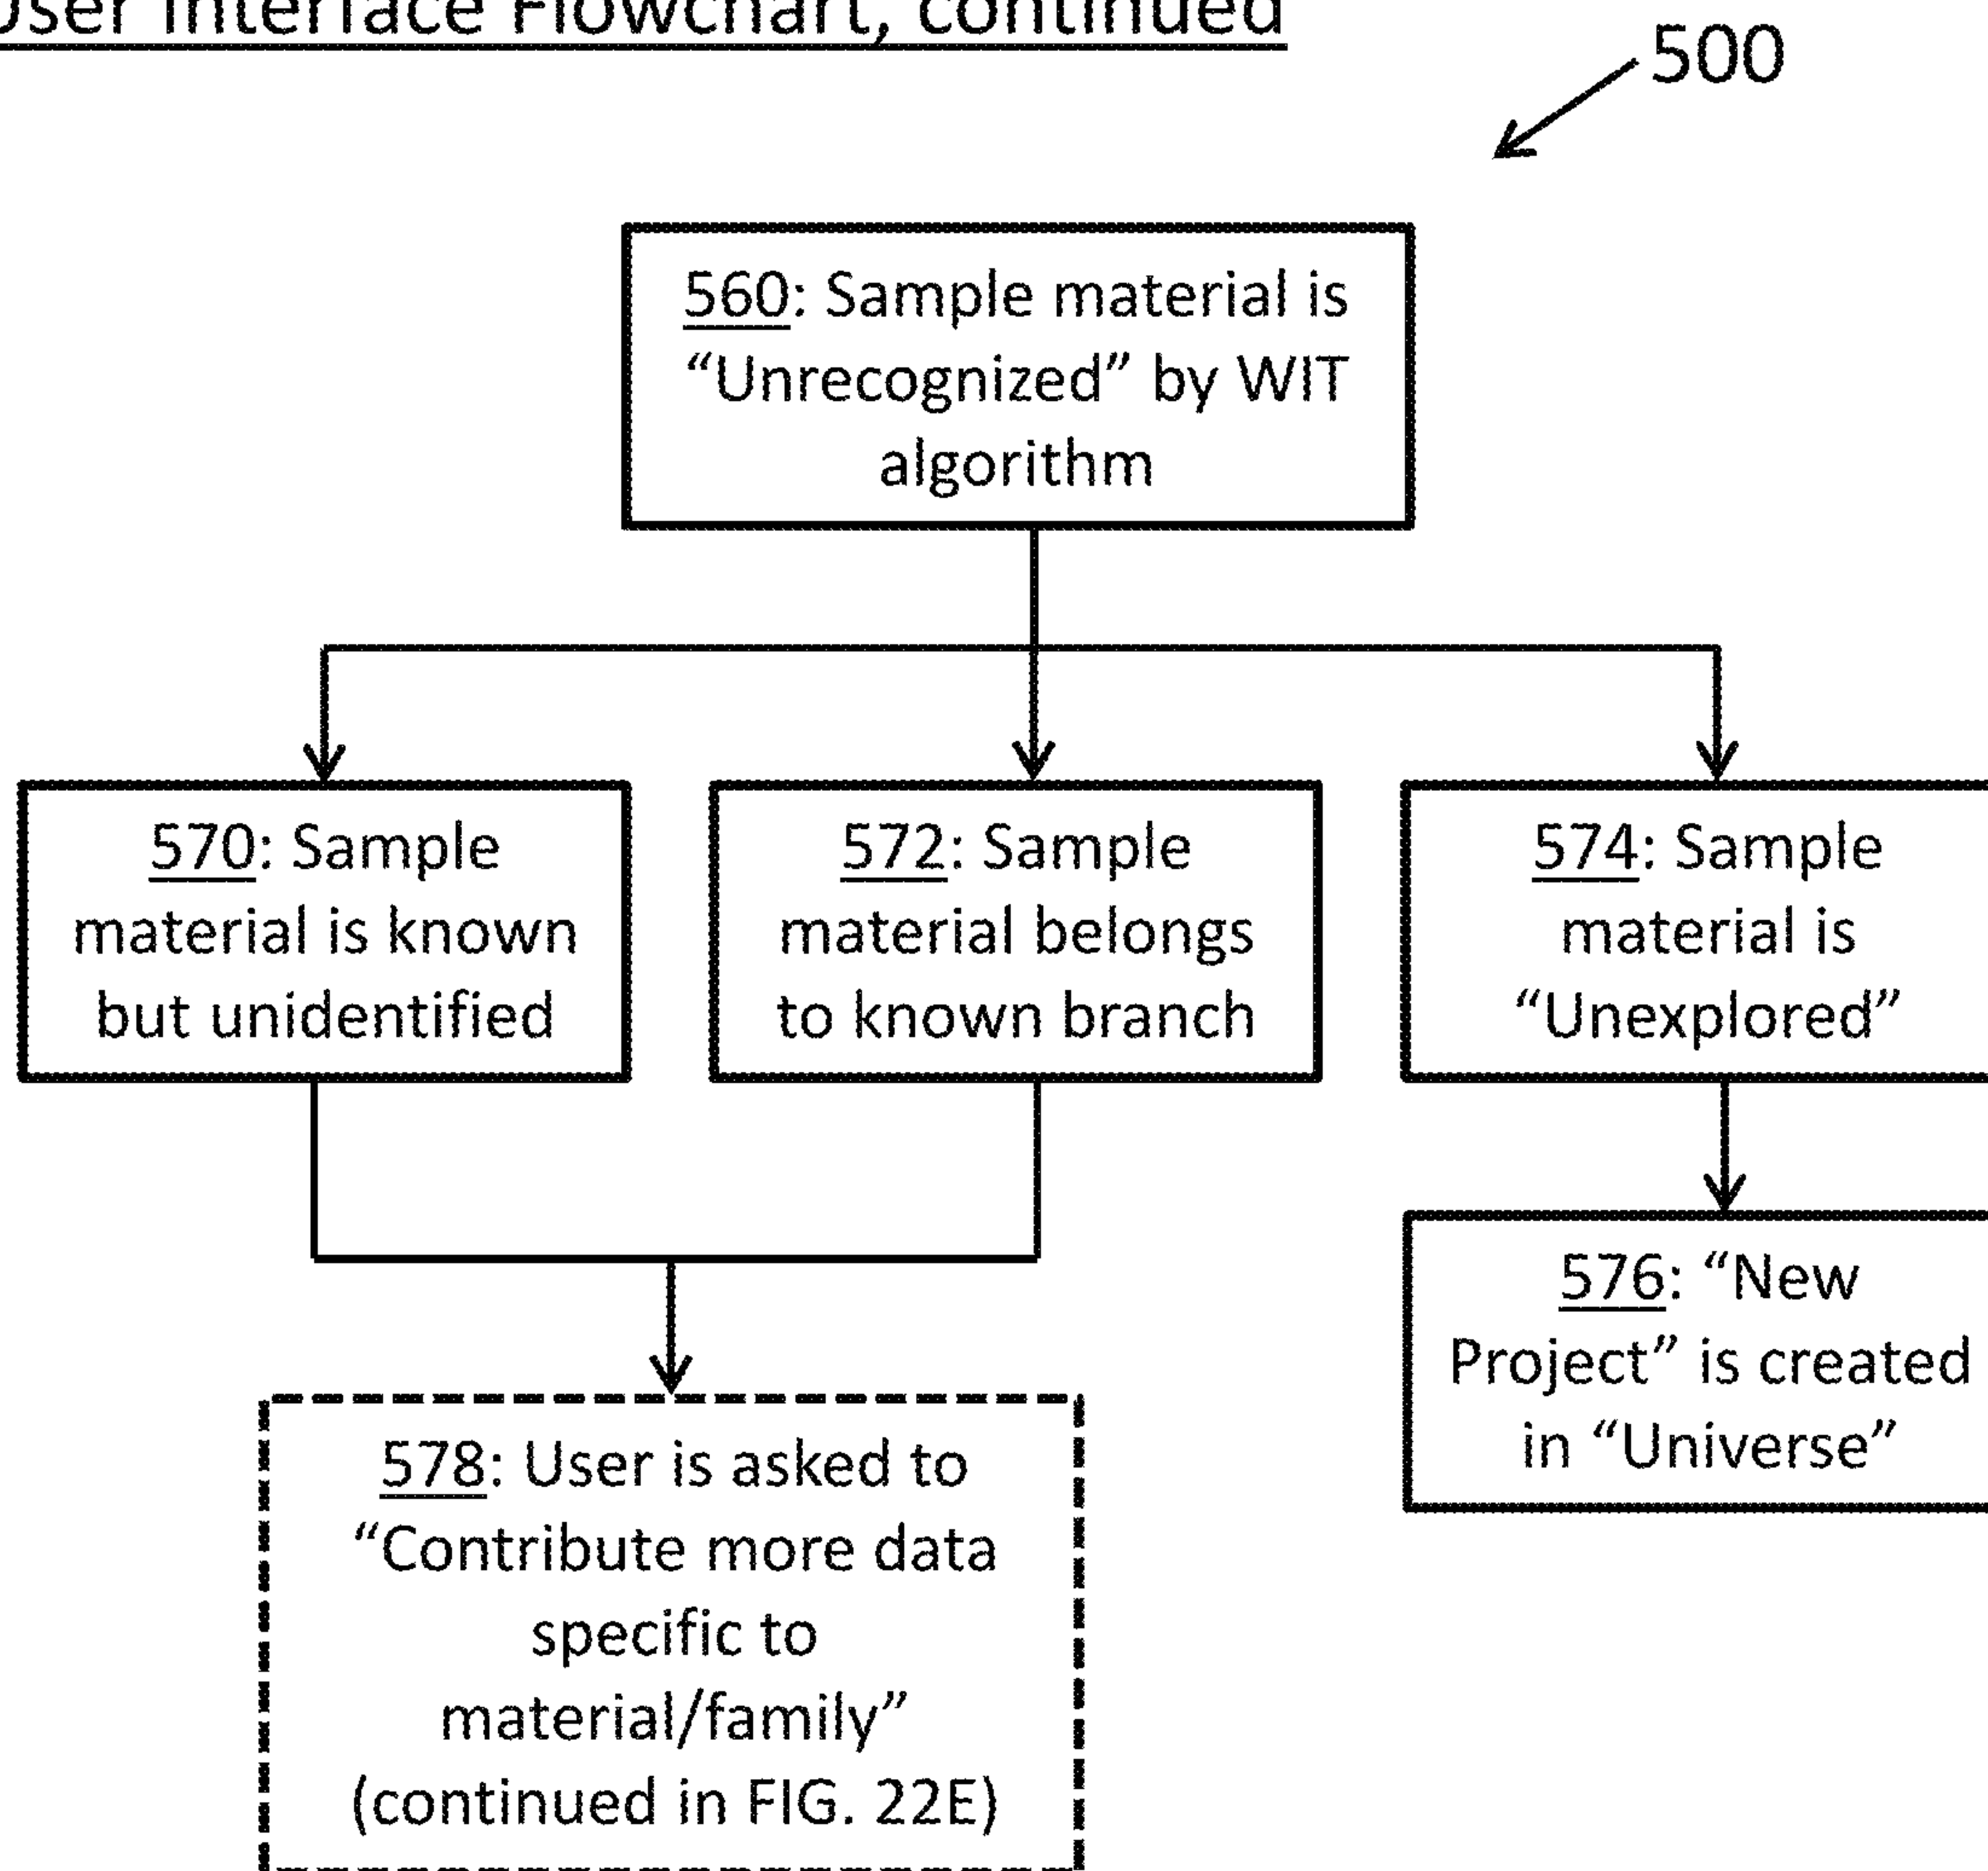 User Interface Flowchart, continued
500
560: Sample material is
“Unrecognized” by WIT
algorithm
570: Sample
material is known
but unidentified
572: Sample
material belongs
to known branch
574: Sample
material is
“Unexplored”
576: “New
Project” is created
in “Universe”
578: User is asked to
“Contribute more data
specific to
material/family”
(continued in FIG. 22E)